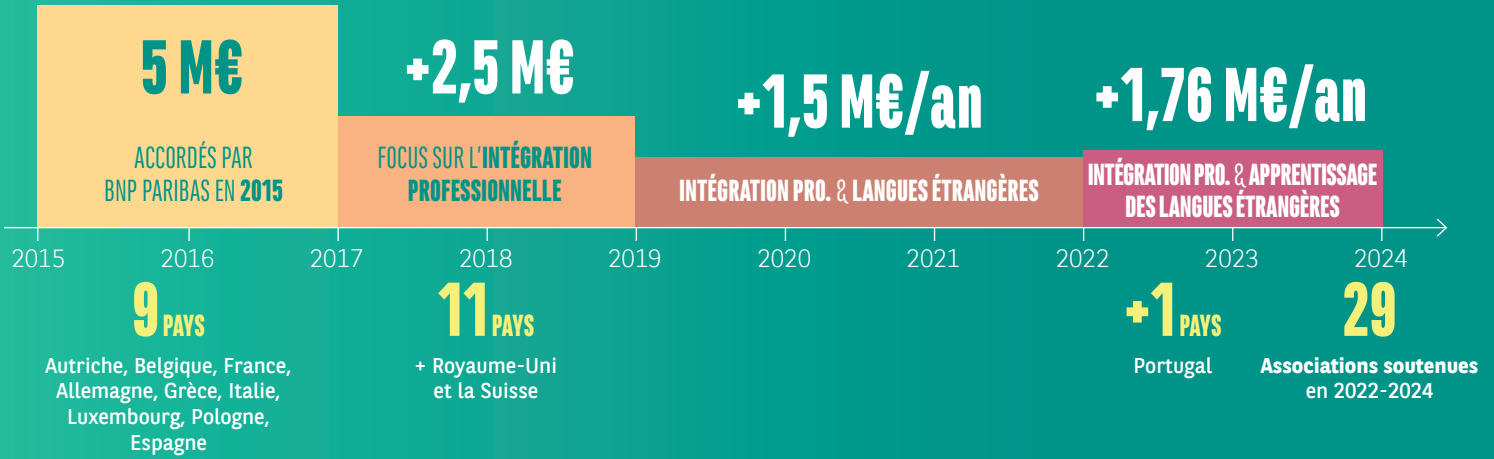 5 M€
ACCORDÉS PAR
BNP PARIBAS EN 2015
+2,5 M€
FOCUS SUR L'INTÉGRATION
PROFESSIONNELLE
+1,5 M€/an
INTÉGRATION PRO. & LANGUES ÉTRANGÈRES
+1,76 M€/an
INTÉGRATION PRO. & APPRENTISSAGE
DES LANGUES ÉTRANGÈRES
2015 2016 2017 2018 2019 2020 2021 2022 2023 2024
9 PAYS
Autriche, Belgique, France,
Allemagne, Grèce, Italie,
Luxembourg, Pologne,
Espagne
11 PAYS
+ Royaume-Uni
et la Suisse
+1 PAYS
Portugal
29
Associations soutenues
en 2022-2024